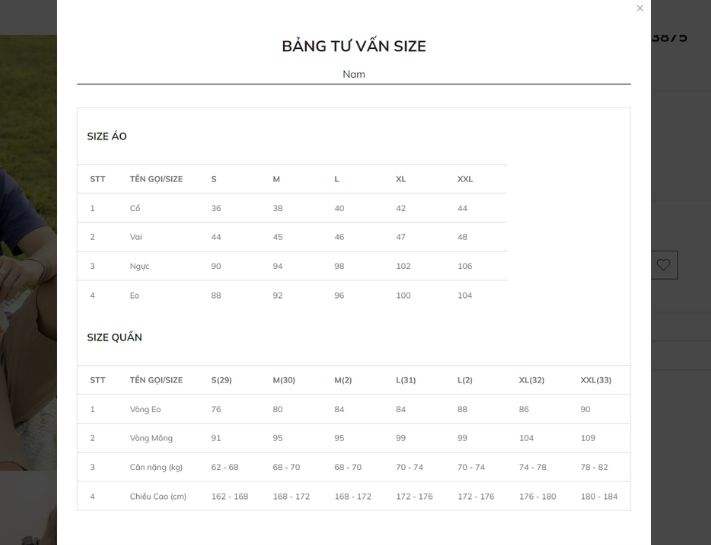 ×
3875
BẢNG TƯ VẤN SIZE
Nam
SIZE ÁO
STT TÊN GỌI/SIZE S M L XL XXL
1 Cổ 36 38 40 42 44
2 Vai 44 45 46 47 48
3 Ngực 90 94 98 102 106
4 Eo 88 92 96 100 104
SIZE QUẦN
STT TÊN GỌI/SIZE S(29) M(30) M(2) L(31) L(2) XL(32) XXL(33)
1 Vòng Eo 76 80 84 84 88 86 90
2 Vòng Mông 91 95 95 99 99 104 109
3 Cân nặng (kg) 62 - 68 68 - 70 68 - 70 70 - 74 70 - 74 74 - 78 78 - 82
4 Chiều Cao (cm) 162 - 168 168 - 172 168 - 172 172 - 176 172 - 176 176 - 180 180 - 184